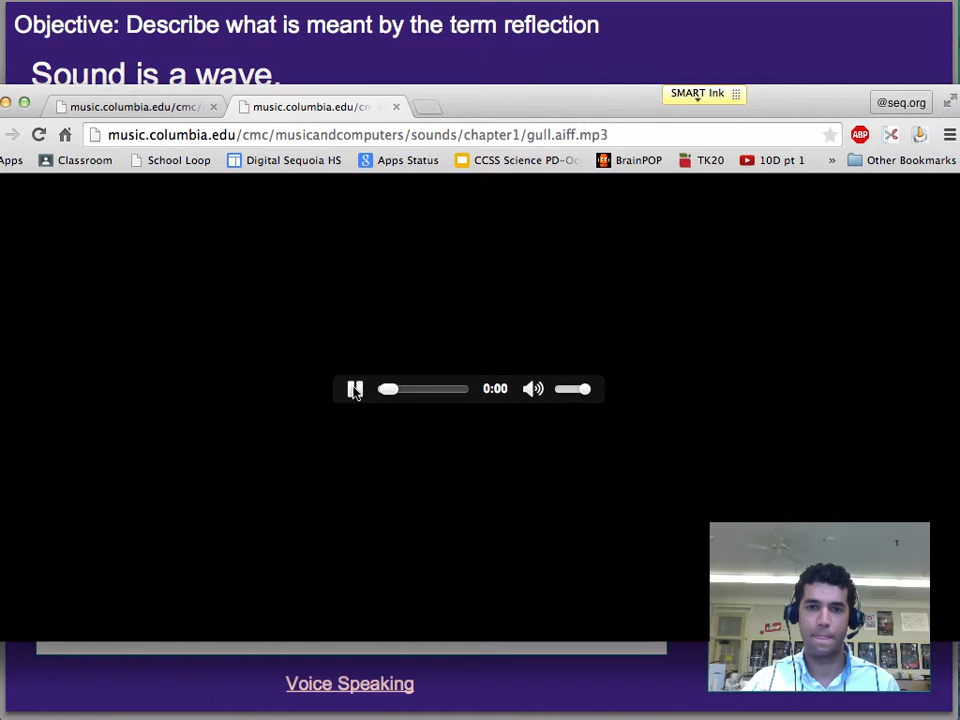 Objective: Describe what is meant by the term reflection
Sound is a wave.
SMART Ink
music.columbia.edu/cmc/ music.columbia.edu/cm @seq.org
music.columbia.edu/cmc/musicandcomputers/sounds/chapter1/gull.aiff.mp3 ABP
Apps Classroom School Loop Digital Sequoia HS Apps Status CCSS Science PD-Oc BrainPOP TK20 10D pt 1 » Other Bookmarks
0:00
Voice Speaking